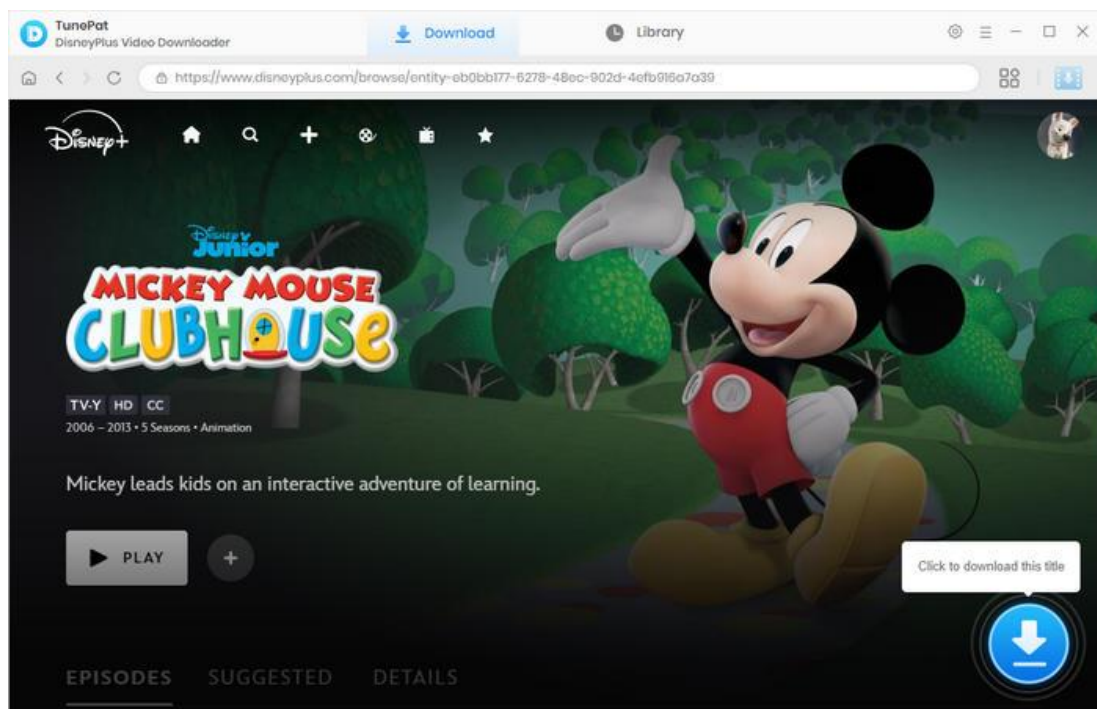 TunePat
DisneyPlus Video Downloader
Download
Library
https://www.disneyplus.com/browse/entity-eb0bb177-6278-48ec-902d-4efb916a7a39
Disney+
Disney
Junior
MICKEY MOUSE
CLUBHOUSE
TV-Y HD CC
2006 – 2013 • 5 Seasons • Animation
Mickey leads kids on an interactive adventure of learning.
PLAY
Click to download this title
EPISODES SUGGESTED DETAILS